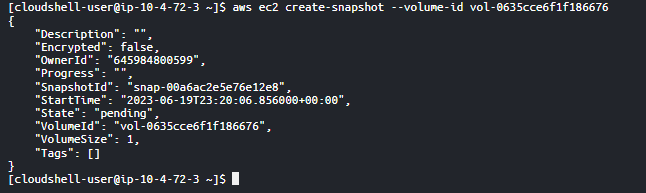 [cloudshell-user@ip-10-4-72-3 ~]$ aws ec2 create-snapshot --volume-id vol-0635cce6f1f186676
{
    "Description": "",
    "Encrypted": false,
    "OwnerId": "645984800599",
    "Progress": "",
    "SnapshotId": "snap-00a6ac2e5e76e12e8",
    "StartTime": "2023-06-19T23:20:06.856000+00:00",
    "State": "pending",
    "VolumeId": "vol-0635cce6f1f186676",
    "VolumeSize": 1,
    "Tags": []
}
[cloudshell-user@ip-10-4-72-3 ~]$